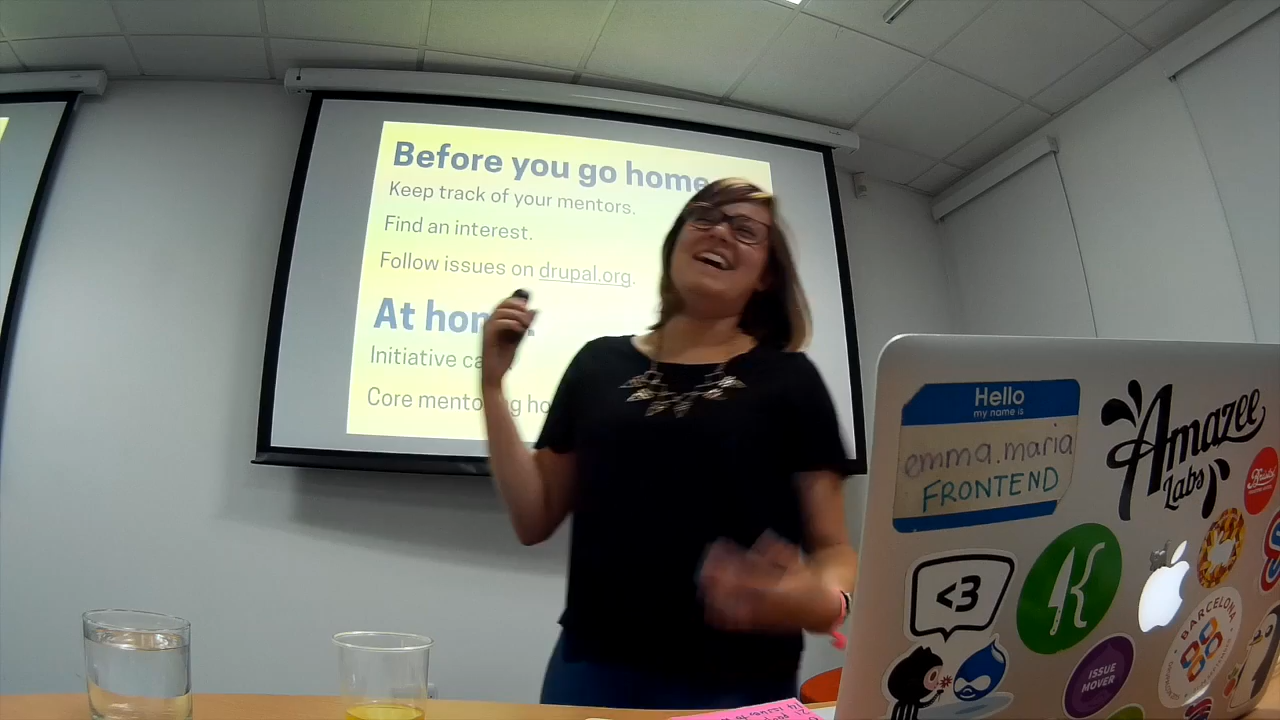 Before you go home
Keep track of your mentors.
Find an interest.
Follow issues on drupal.org.
At hom
Initiative ca
Core mento g ho
Hello
my name is
emma.maria
FRONTEND
Amazee
Labs
<3
K
ISSUE
MOVER
BARCELONA